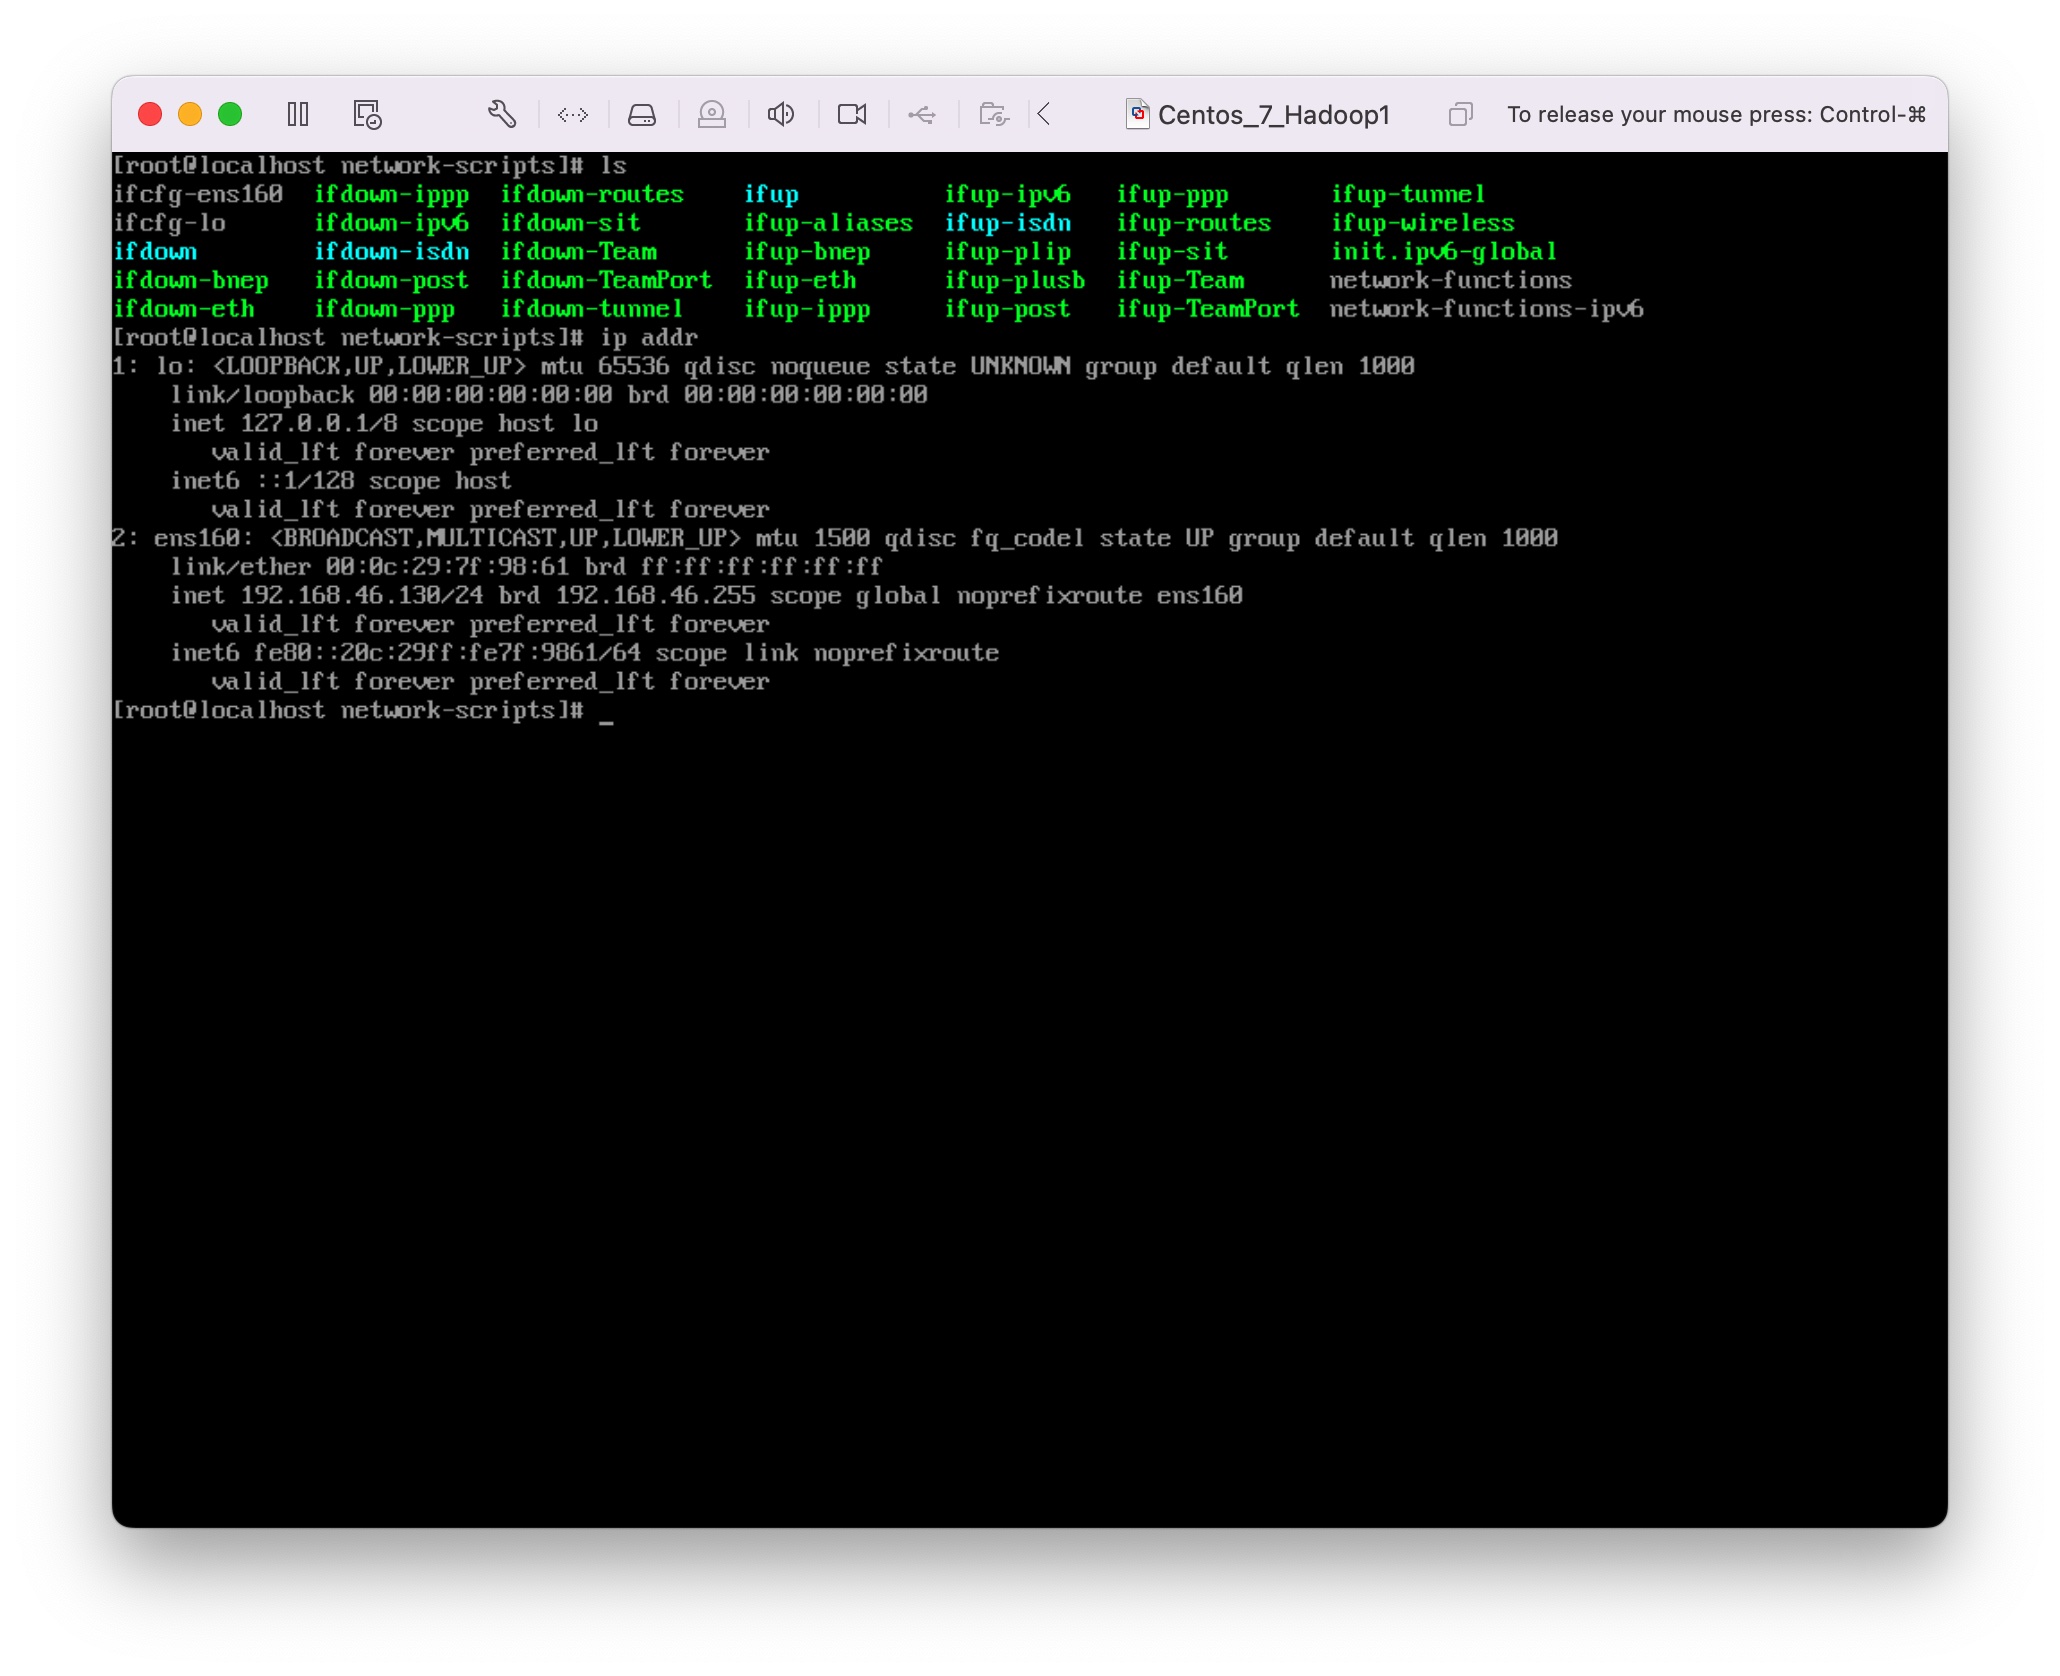 Centos_7_Hadoop1 To release your mouse press: Control-⌘
[root@localhost network-scripts]# ls
ifcfg-ens160 ifdown-ippp ifdown-routes ifup ifup-ipv6 ifup-ppp ifup-tunnel
ifcfg-lo ifdown-ipv6 ifdown-sit ifup-aliases ifup-isdn ifup-routes ifup-wireless
ifdown ifdown-isdn ifdown-Team ifup-bnep ifup-plip ifup-sit init.ipv6-global
ifdown-bnep ifdown-post ifdown-TeamPort ifup-eth ifup-plusb ifup-Team network-functions
ifdown-eth ifdown-ppp ifdown-tunnel ifup-ippp ifup-post ifup-TeamPort network-functions-ipv6
[root@localhost network-scripts]# ip addr
1: lo: <LOOPBACK,UP,LOWER_UP> mtu 65536 qdisc noqueue state UNKNOWN group default qlen 1000
link/loopback 00:00:00:00:00:00 brd 00:00:00:00:00:00
inet 127.0.0.1/8 scope host lo
valid_lft forever preferred_lft forever
inet6 ::1/128 scope host
valid_lft forever preferred_lft forever
2: ens160: <BROADCAST,MULTICAST,UP,LOWER_UP> mtu 1500 qdisc fq_codel state UP group default qlen 1000
link/ether 00:0c:29:7f:98:61 brd ff:ff:ff:ff:ff:ff
inet 192.168.46.130/24 brd 192.168.46.255 scope global noprefixroute ens160
valid_lft forever preferred_lft forever
inet6 fe80::20c:29ff:fe7f:9861/64 scope link noprefixroute
valid_lft forever preferred_lft forever
[root@localhost network-scripts]# _